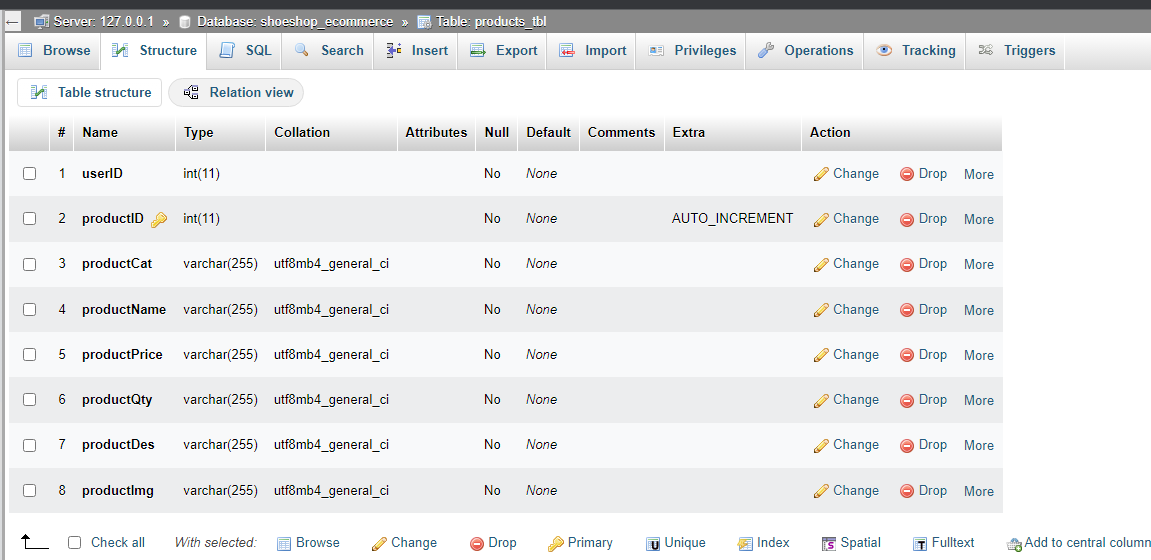 Server: 127.0.0.1 » Database: shoeshop_ecommerce » Table: products_tbl
Browse Structure SQL Search Insert Export Import Privileges Operations Tracking Triggers
Table structure Relation view
# Name Type Collation Attributes Null Default Comments Extra Action
1 userID int(11) No None Change Drop More
2 productID int(11) No None AUTO_INCREMENT Change Drop More
3 productCat varchar(255) utf8mb4_general_ci No None Change Drop More
4 productName varchar(255) utf8mb4_general_ci No None Change Drop More
5 productPrice varchar(255) utf8mb4_general_ci No None Change Drop More
6 productQty varchar(255) utf8mb4_general_ci No None Change Drop More
7 productDes varchar(255) utf8mb4_general_ci No None Change Drop More
8 productImg varchar(255) utf8mb4_general_ci No None Change Drop More
Check all With selected: Browse Change Drop Primary Unique Index Spatial Fulltext Add to central column